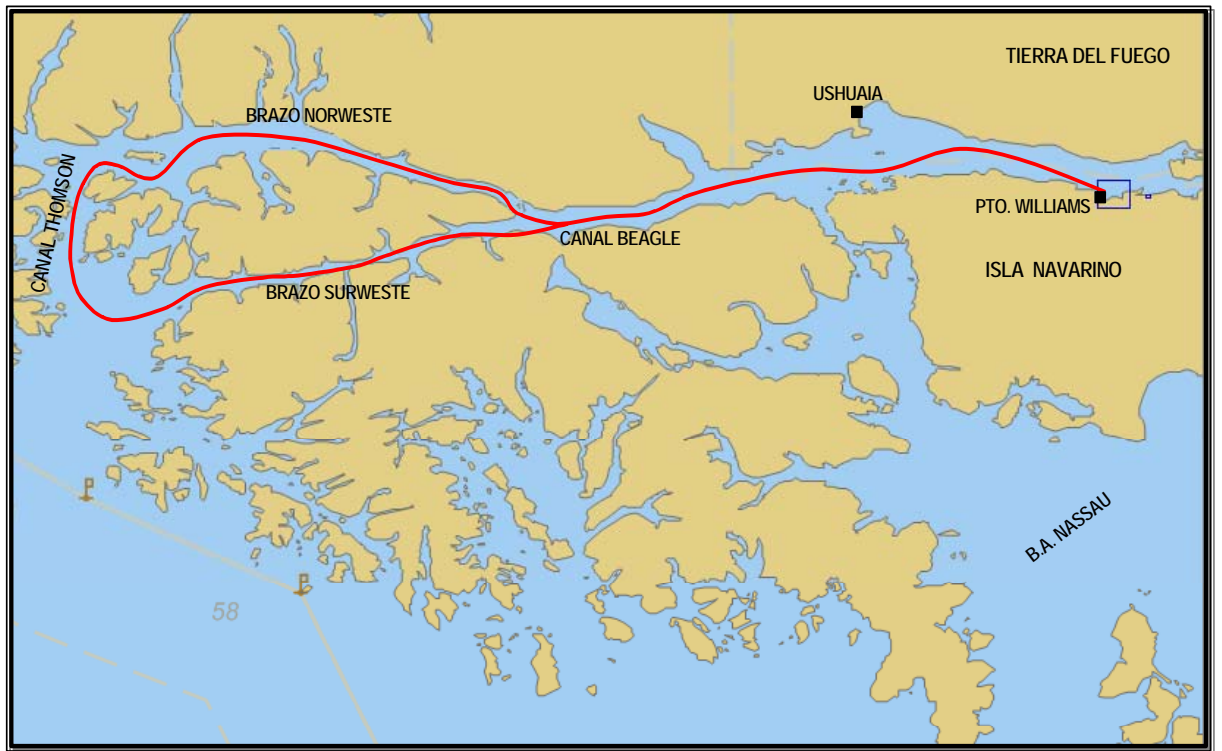 TIERRA DEL FUEGO
USHUAIA
BRAZO NORWESTE
CANAL THOMSON
PTO. WILLIAMS
CANAL BEAGLE
ISLA NAVARINO
BRAZO SURWESTE
B.A. NASSAU
58